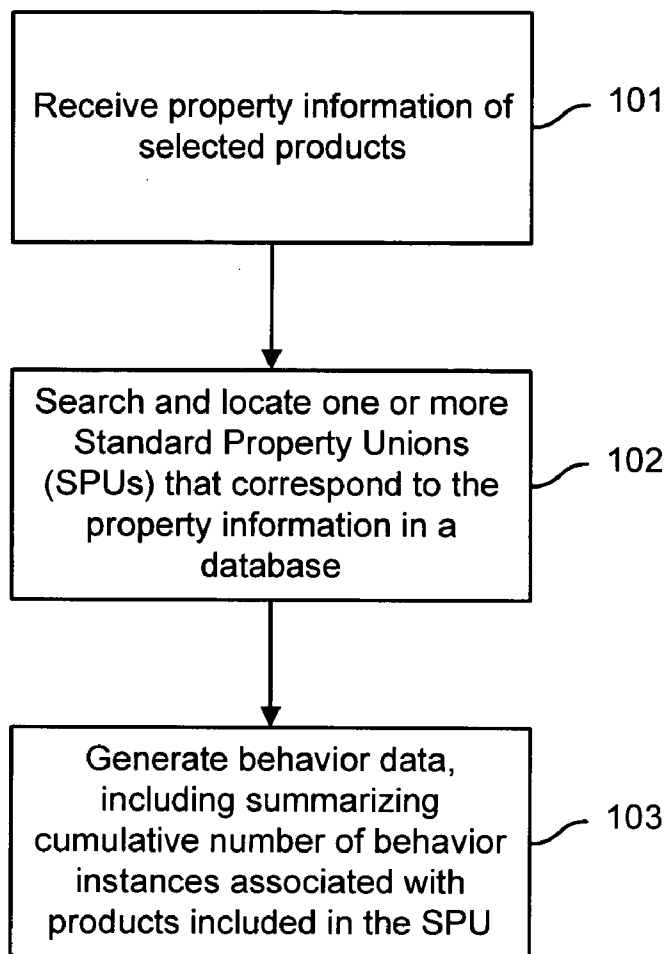 Receive property information of
selected products
101
Search and locate one or more
Standard Property Unions
(SPUs) that correspond to the
property information in a
database
102
Generate behavior data,
including summarizing
cumulative number of behavior
instances associated with
products included in the SPU
103